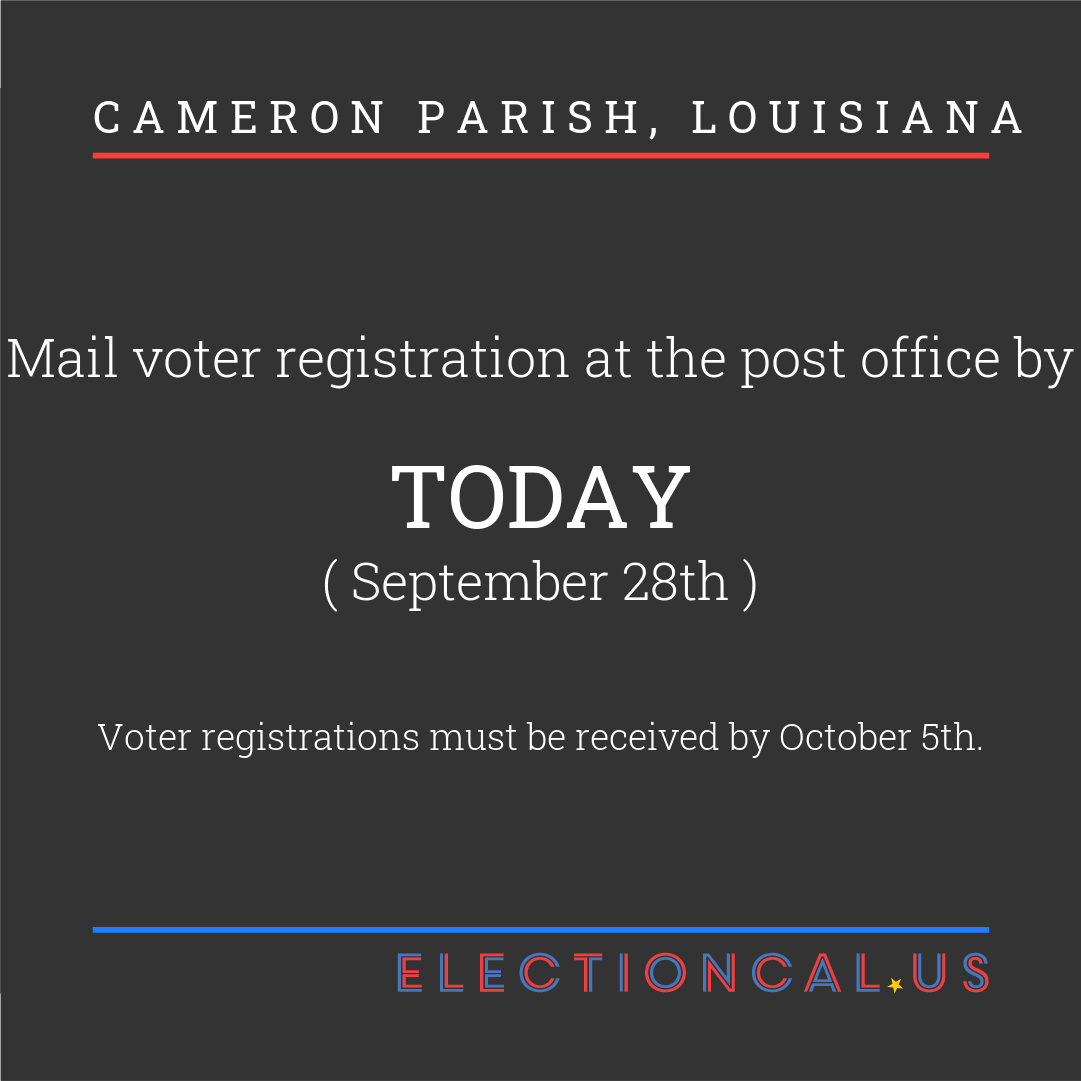 CAMERON PARISH, LOUISIANA
Mail voter registration at the post office by
TODAY
( September 28th )
Voter registrations must be received by October 5th.
ELECTIONCAL.US